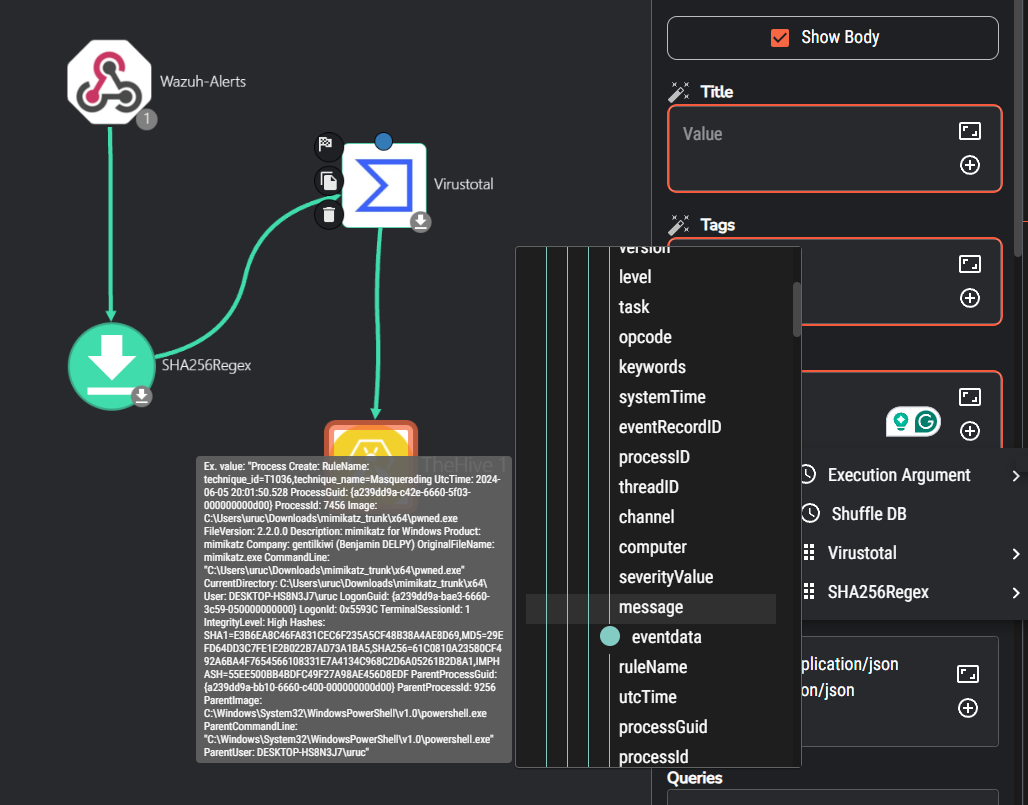 Wazuh-Alerts
1
Virustotal
SHA256Regex
TheHive 1
Ex. value: "Process Create: RuleName:
technique_id=T1036,technique_name=Masquerading UtcTime: 2024-
06-05 20:01:50.528 ProcessGuid: {a239dd9a-c42e-6660-5f03-
000000000d00} ProcessId: 7456 Image:
C:\Users\uruc\Downloads\mimikatz_trunk\x64\pwned.exe
FileVersion: 2.2.0.0 Description: mimikatz for Windows Product:
mimikatz Company: gentilkiwi (Benjamin DELPY) OriginalFileName:
mimikatz.exe CommandLine:
"C:\Users\uruc\Downloads\mimikatz_trunk\x64\pwned.exe"
CurrentDirectory: C:\Users\uruc\Downloads\mimikatz_trunk\x64\
User: DESKTOP-HS8N3J7\uruc LogonGuid: {a239dd9a-bae3-6660-
3c59-050000000000} LogonId: 0x5593C TerminalSessionId: 1
IntegrityLevel: High Hashes:
SHA1=E3B6EA8C46FA831CEC6F235A5CF48B38A4AE8D69,MD5=29E
FD64DD3C7FE1E2B022B7AD73A1BA5,SHA256=61C0810A23580CF4
92A6BA4F7654566108331E7A4134C968C2D6A05261B2D8A1,IMPH
ASH=55EE500BB4BDFC49F27A98AE456D8EDF ParentProcessGuid:
{a239dd9a-bb10-6660-c400-000000000d00} ParentProcessId: 9256
ParentImage:
C:\Windows\System32\WindowsPowerShell\v1.0\powershell.exe
ParentCommandLine:
"C:\Windows\System32\WindowsPowerShell\v1.0\powershell.exe"
ParentUser: DESKTOP-HS8N3J7\uruc"
version
level
task
opcode
keywords
systemTime
eventRecordID
processID
threadID
channel
computer
severityValue
message
eventdata
ruleName
utcTime
processGuid
processId
Show Body
Title
Value
Tags
Execution Argument
Shuffle DB
Virustotal
SHA256Regex
plication/json
on/json
Queries